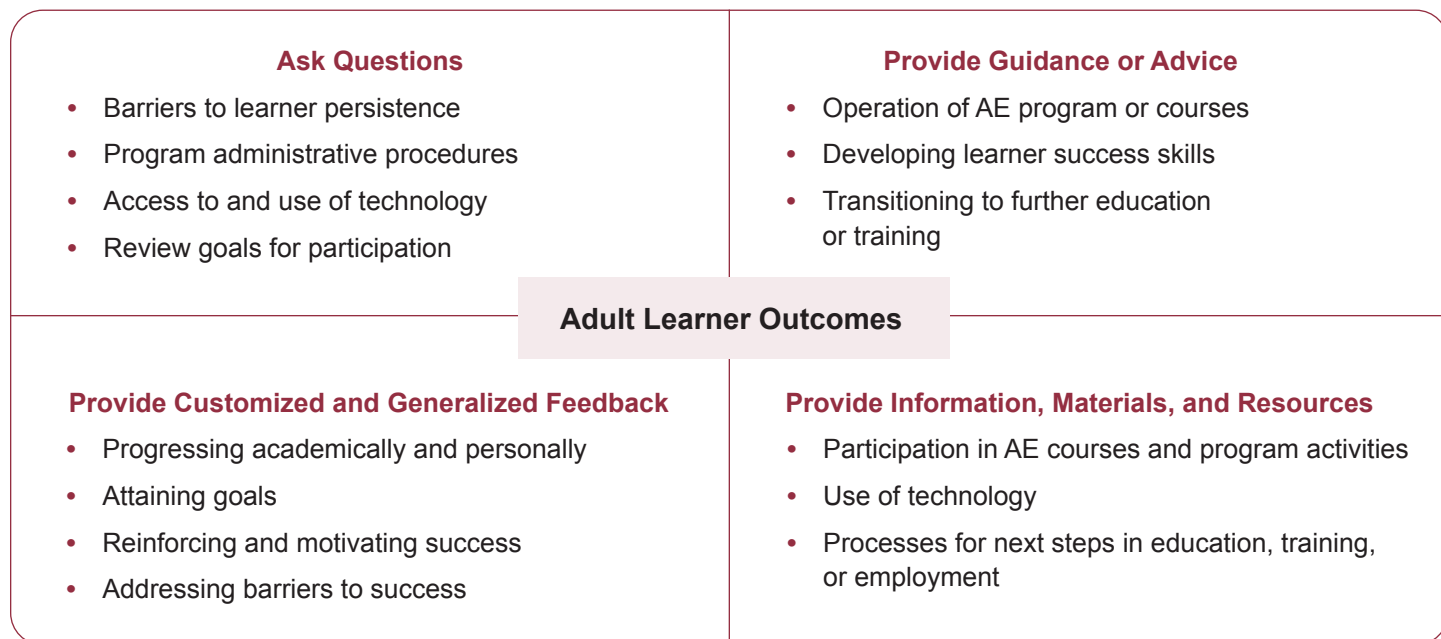 Ask Questions
• Barriers to learner persistence
• Program administrative procedures
• Access to and use of technology
• Review goals for participation
Provide Guidance or Advice
• Operation of AE program or courses
• Developing learner success skills
• Transitioning to further education
or training
Adult Learner Outcomes
Provide Customized and Generalized Feedback
• Progressing academically and personally
• Attaining goals
• Reinforcing and motivating success
• Addressing barriers to success
Provide Information, Materials, and Resources
• Participation in AE courses and program activities
• Use of technology
• Processes for next steps in education, training,
or employment